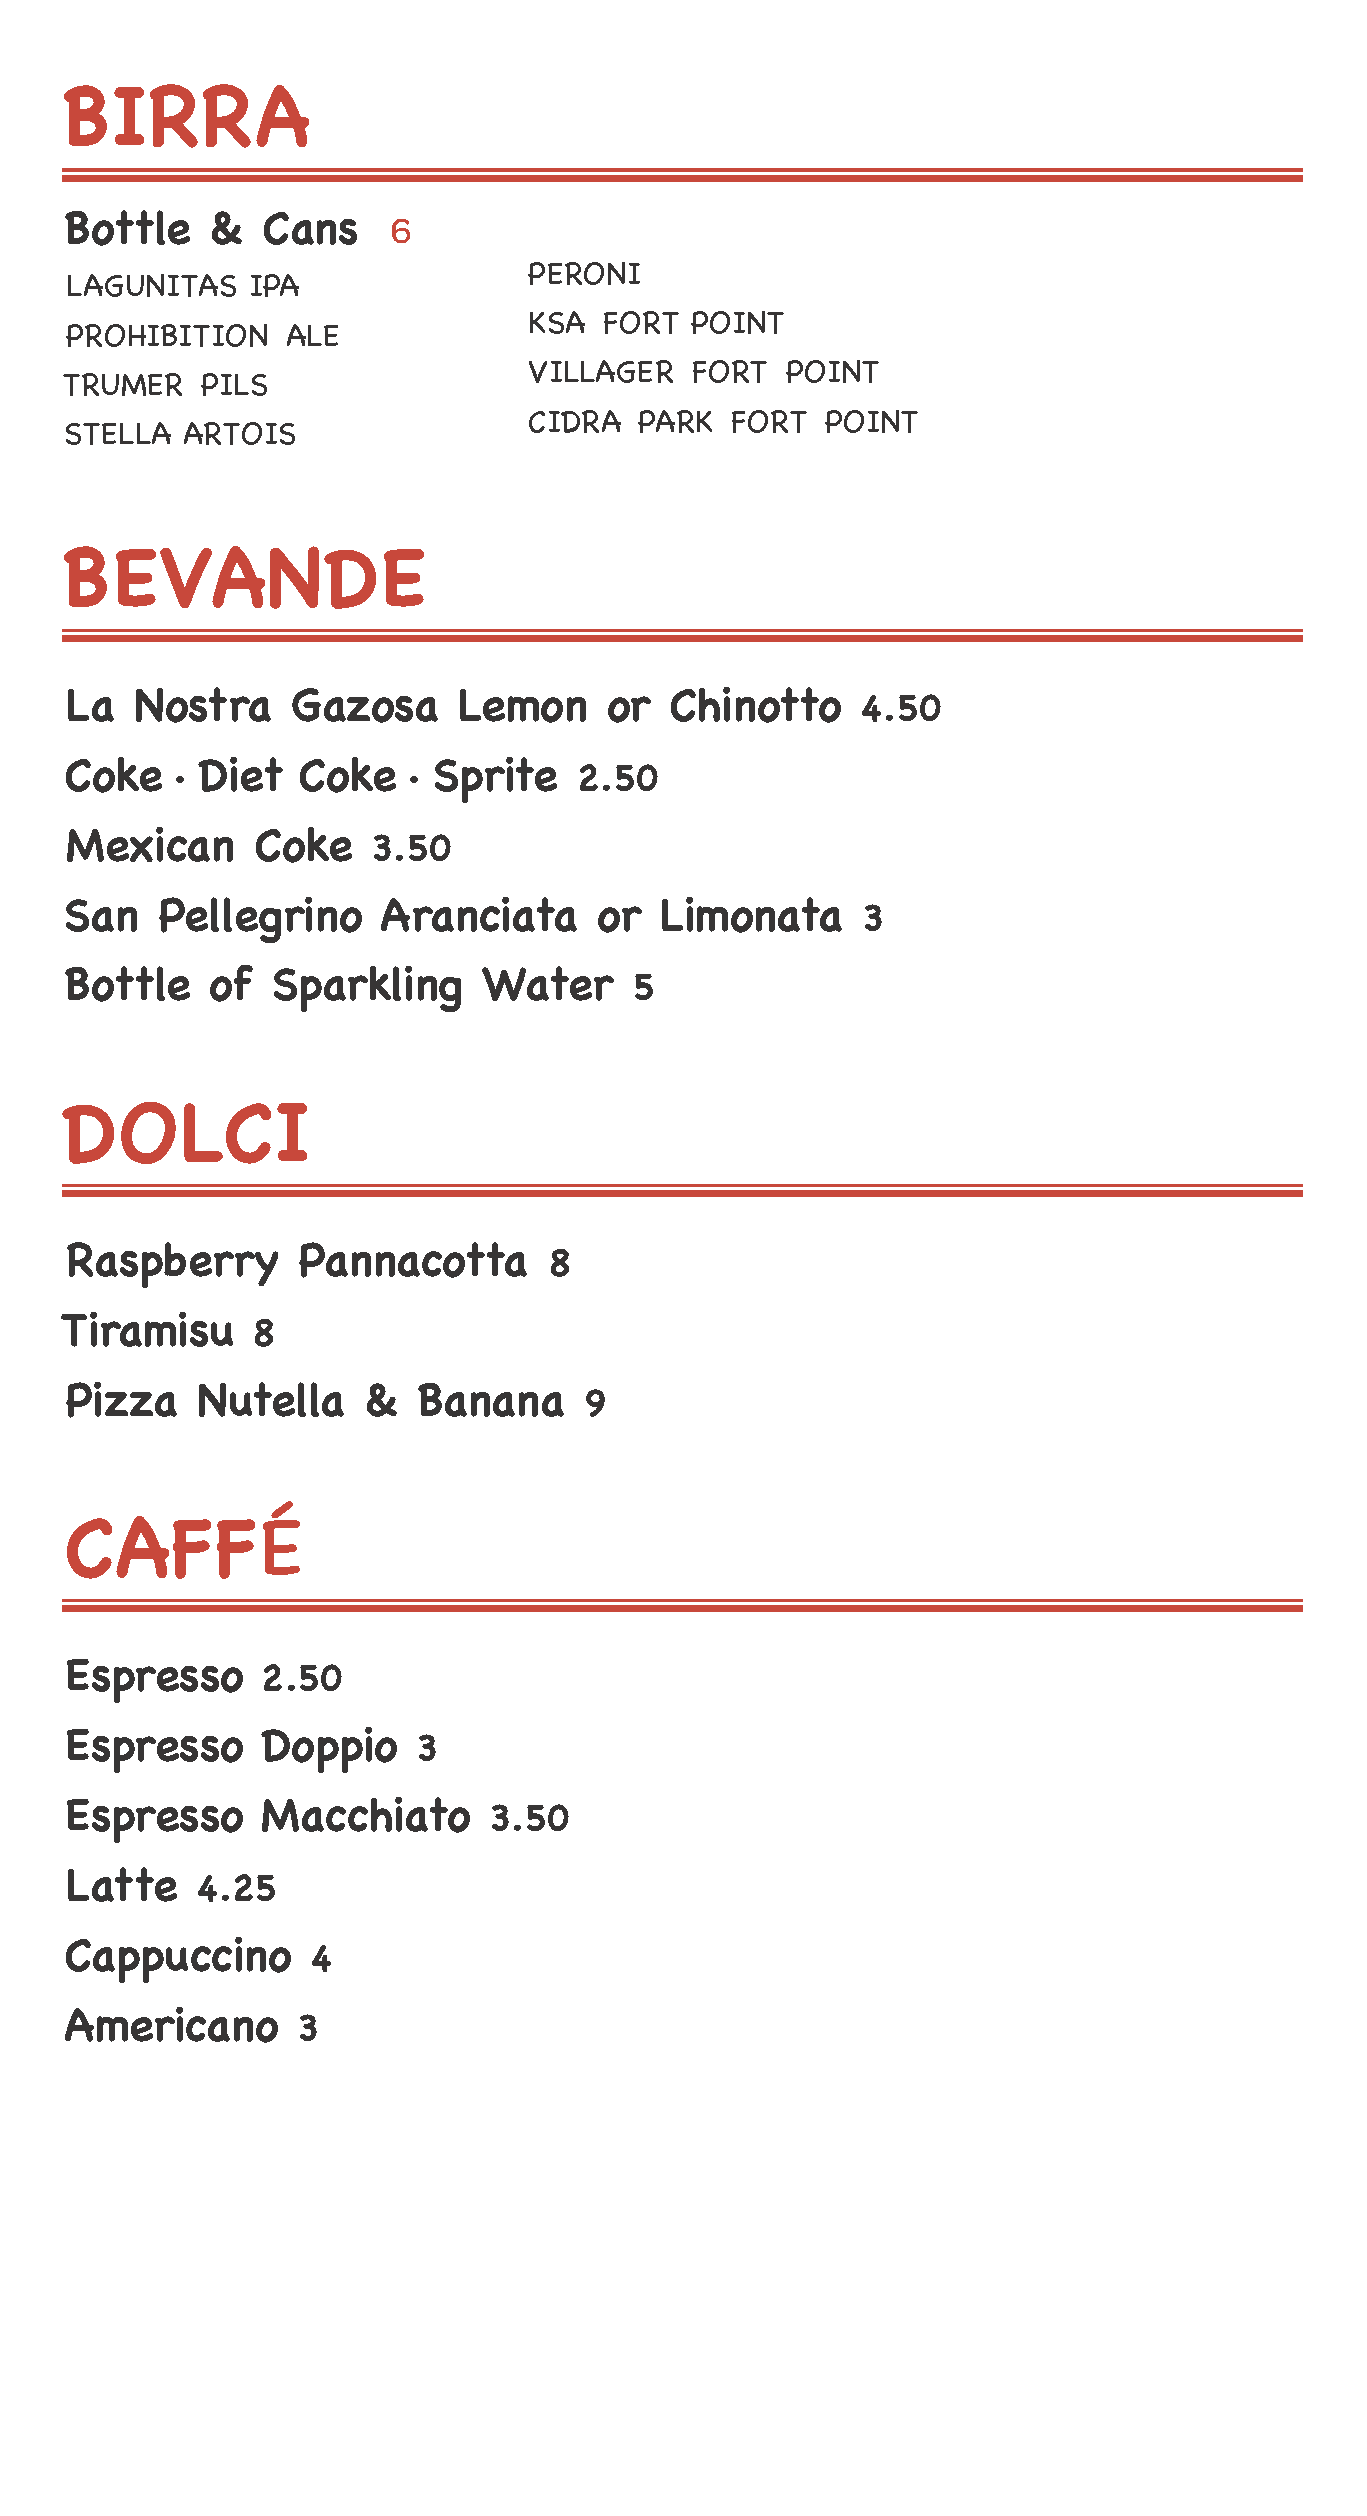 BIRRA
Bottle & Cans 6
LAGUNITAS IPA
PROHIBITION ALE
TRUMER PILS
STELLA ARTOIS
PERONI
KSA FORT POINT
VILLAGER FORT POINT
CIDRA PARK FORT POINT
BEVANDE
La Nostra Gazosa Lemon or Chinotto 4.50
Coke · Diet Coke · Sprite 2.50
Mexican Coke 3.50
San Pellegrino Aranciata or Limonata 3
Bottle of Sparkling Water 5
DOLCI
Raspberry Pannacotta 8
Tiramisu 8
Pizza Nutella & Banana 9
CAFFÉ
Espresso 2.50
Espresso Doppio 3
Espresso Macchiato 3.50
Latte 4.25
Cappuccino 4
Americano 3